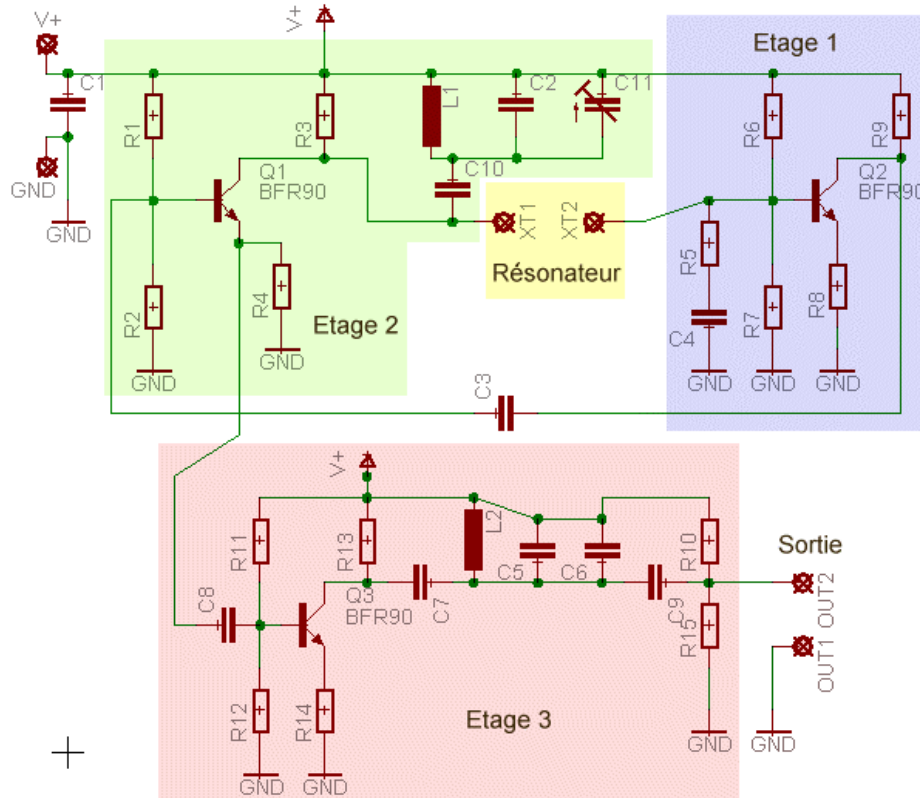 V+
V+
Etage 1
C1
R1
R3
L1
C2
C11
R6
R9
Q1
BFR90
C10
Q2
BFR90
GND
XT1
XT2
GND
R5
Résonateur
R2
R4
Etage 2
C4
R7
R8
GND
GND
GND
GND
GND
C3
V+
R11
R13
L2
R10
Sortie
C5
C6
Q3
BFR90
C7
C9
OUT2
C8
R15
OUT1
R12
R14
Etage 3
GND
GND
GND
GND